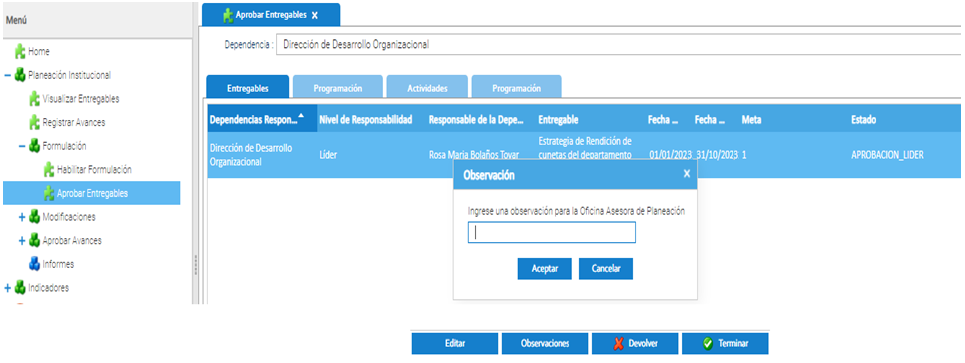 Menú
Home
Planeación Institucional
Visualizar Entregables
Registrar Avances
Formulación
Habilitar Formulación
Aprobar Entregables
Modificaciones
Aprobar Avances
Informes
Indicadores
Aprobar Entregables x
Dependencia : Dirección de Desarrollo Organizacional
Entregables Programación Actividades Programación
Dependencias Respon... Nivel de Responsabilidad Responsable de la Depe... Entregable Fecha ... Fecha ... Meta Estado
Estrategia de Rendición de
Dirección de Desarrollo
Organizacional
Líder Rosa Maria Bolaños Tovar cunetas del departamento 01/01/2023 31/10/2023 1 APROBACION_LIDER
Observación x
Ingrese una observación para la Oficina Asesora de Planeación
Aceptar Cancelar
Editar Observaciones Devolver Terminar